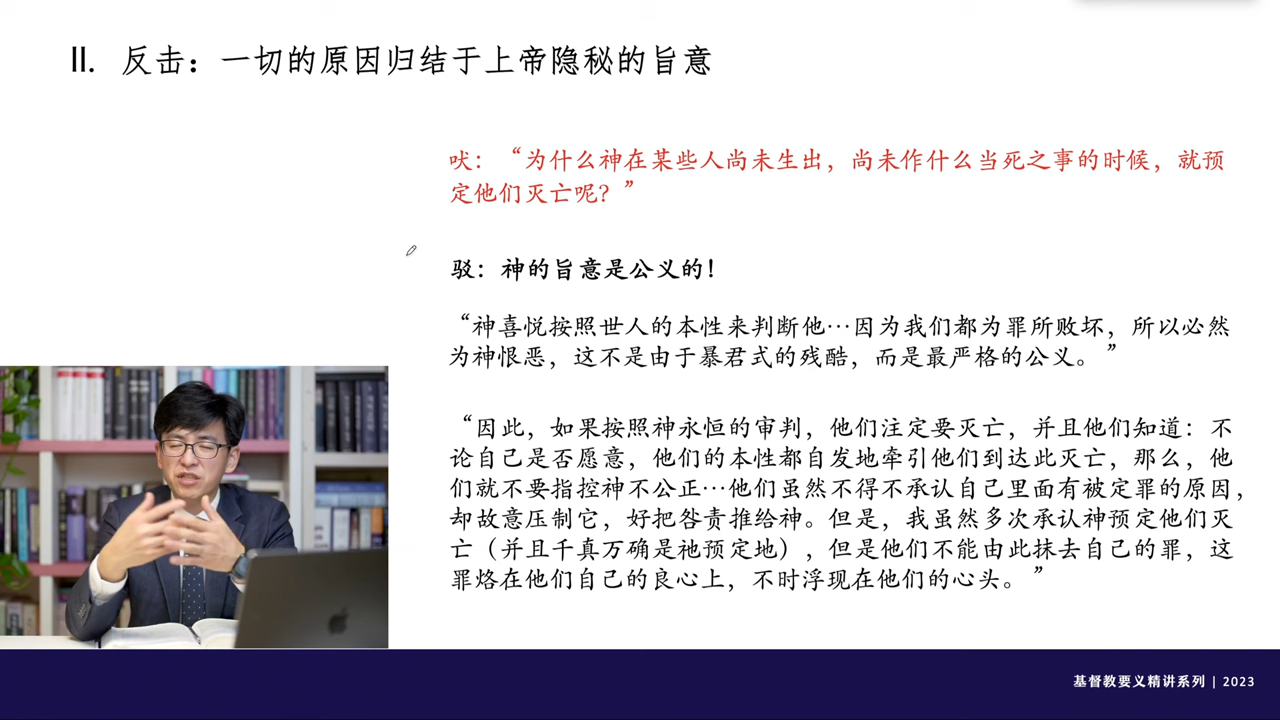 II. 反击：一切的原因归结于上帝隐秘的旨意
吠：“为什么神在某些人尚未生出，尚未作什么当死之事的时候，就预
定他们灭亡呢？”
驳：神的旨意是公义的！
“神喜悦按照世人的本性来判断他…因为我们都为罪所败坏，所以必然
为神恨恶，这不是由于暴君式的残酷，而是最严格的公义。”
“因此，如果按照神永恒的审判，他们注定要灭亡，并且他们知道：不
论自己是否愿意，他们的本性都自发地牵引他们到达此灭亡，那么，他
们就不要指控神不公正…他们虽然不得不承认自己里面有被定罪的原因，
却故意压制它，好把咎责推给神。但是，我虽然多次承认神预定他们灭
亡（并且千真万确是祂预定地），但是他们不能由此抹去自己的罪，这
罪烙在他们自己的良心上，不时浮现在他们的心头。”
基督教要义精讲系列 | 2023